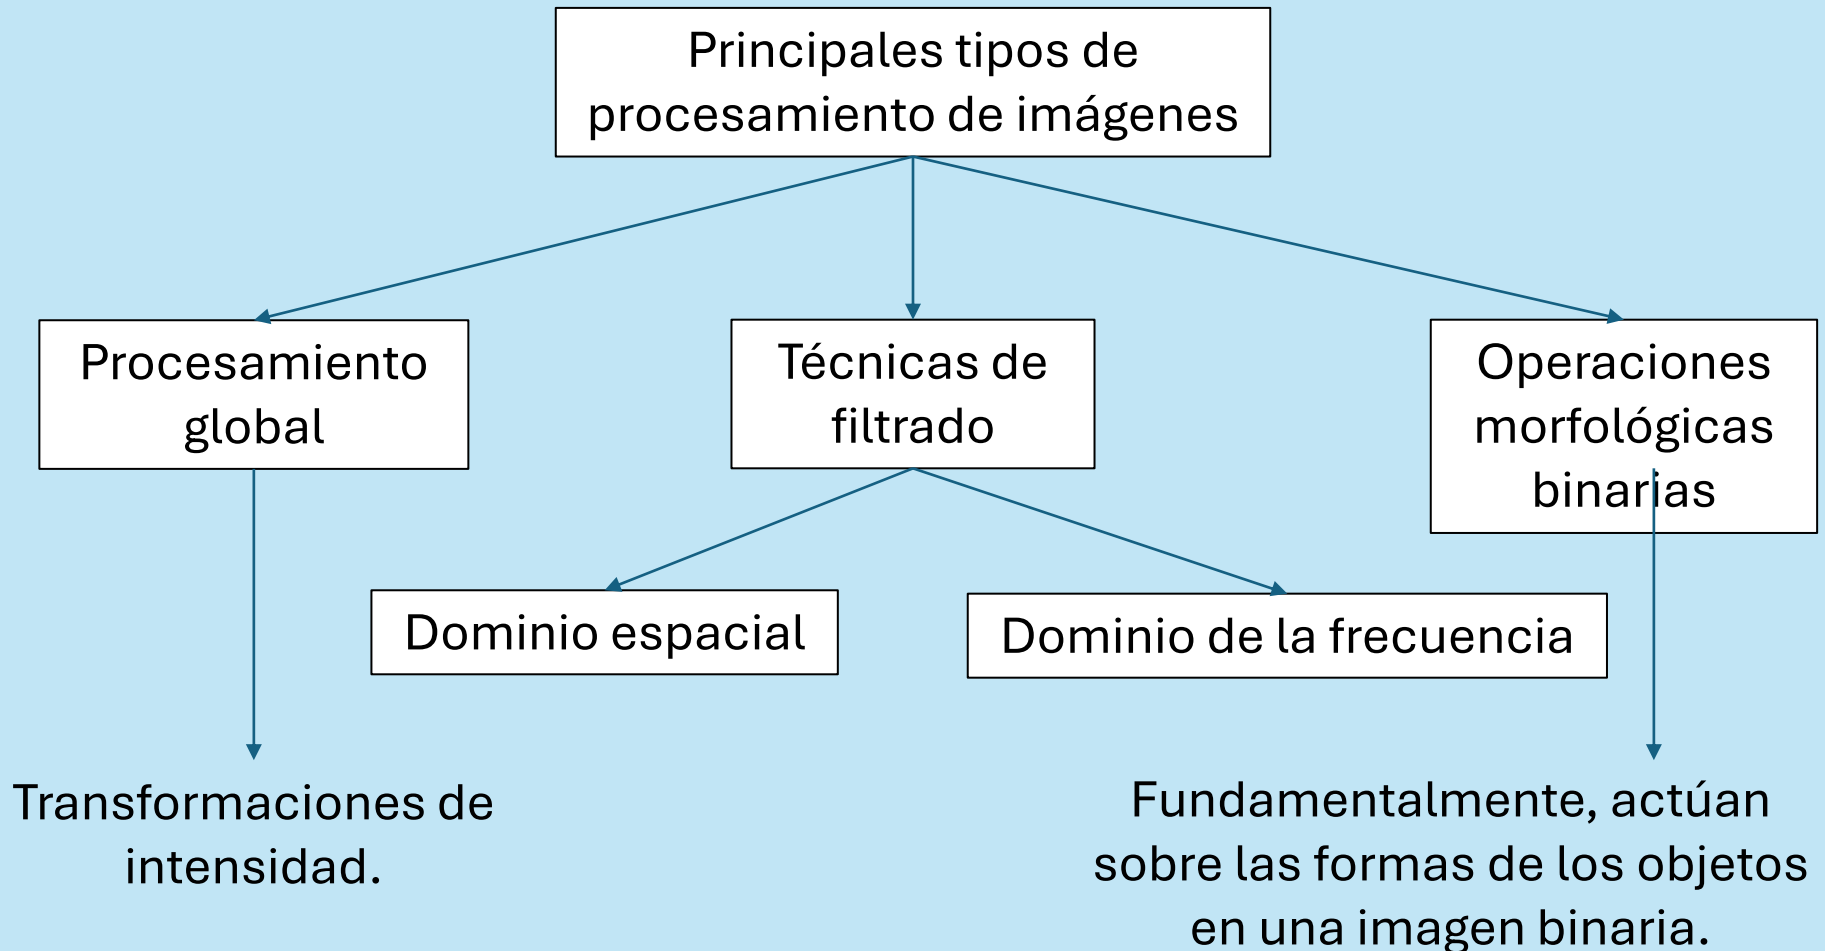 Principales tipos de
procesamiento de imágenes
Procesamiento
global
Técnicas de
filtrado
Operaciones
morfológicas
binarias
Dominio espacial
Dominio de la frecuencia
Transformaciones de
intensidad.
Fundamentalmente, actúan
sobre las formas de los objetos
en una imagen binaria.